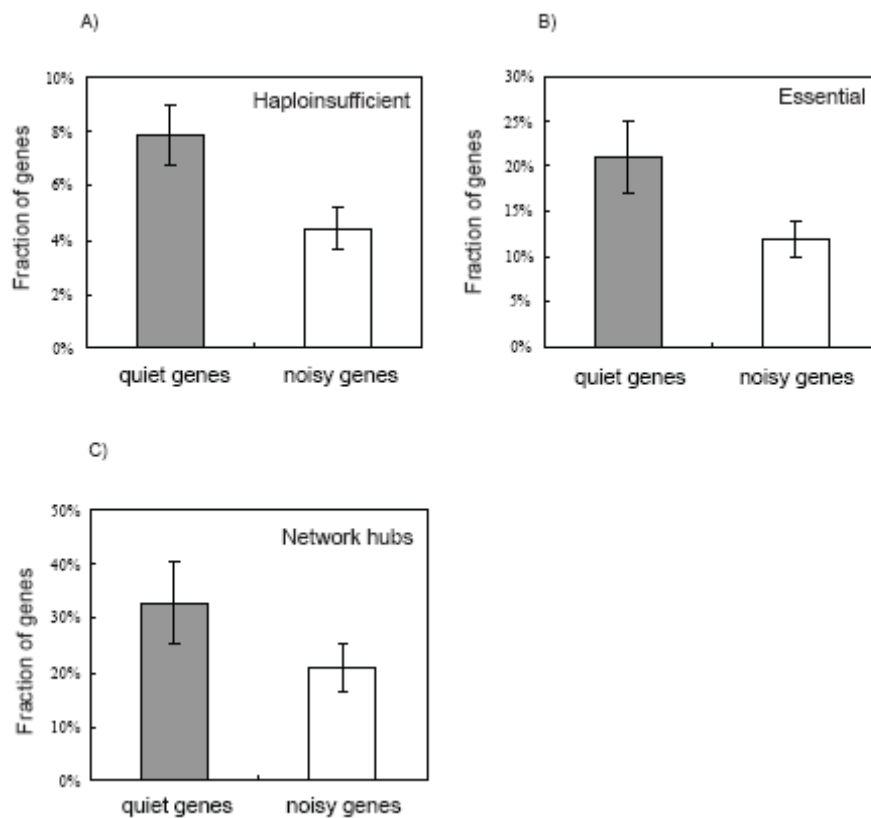 A)
Haploinsufficient
Fraction of genes
10%
8%
6%
4%
2%
0%
quiet genes noisy genes
B)
Essential
Fraction of genes
30%
25%
20%
15%
10%
5%
0%
quiet genes noisy genes
C)
Network hubs
Fraction of genes
50%
40%
30%
20%
10%
0%
quiet genes noisy genes